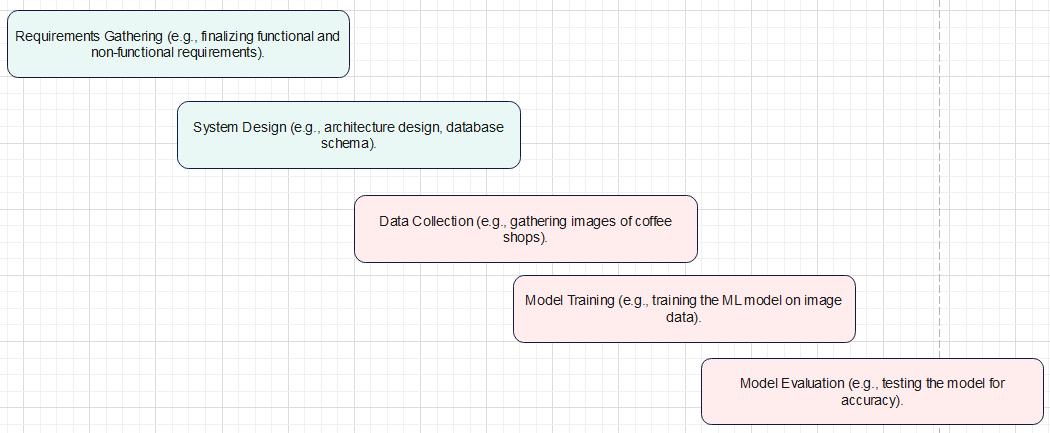 Requirements Gathering (e.g., finalizing functional and
non-functional requirements).
System Design (e.g., architecture design, database
schema).
Data Collection (e.g., gathering images of coffee
shops).
Model Training (e.g., training the ML model on image
data).
Model Evaluation (e.g., testing the model for
accuracy).